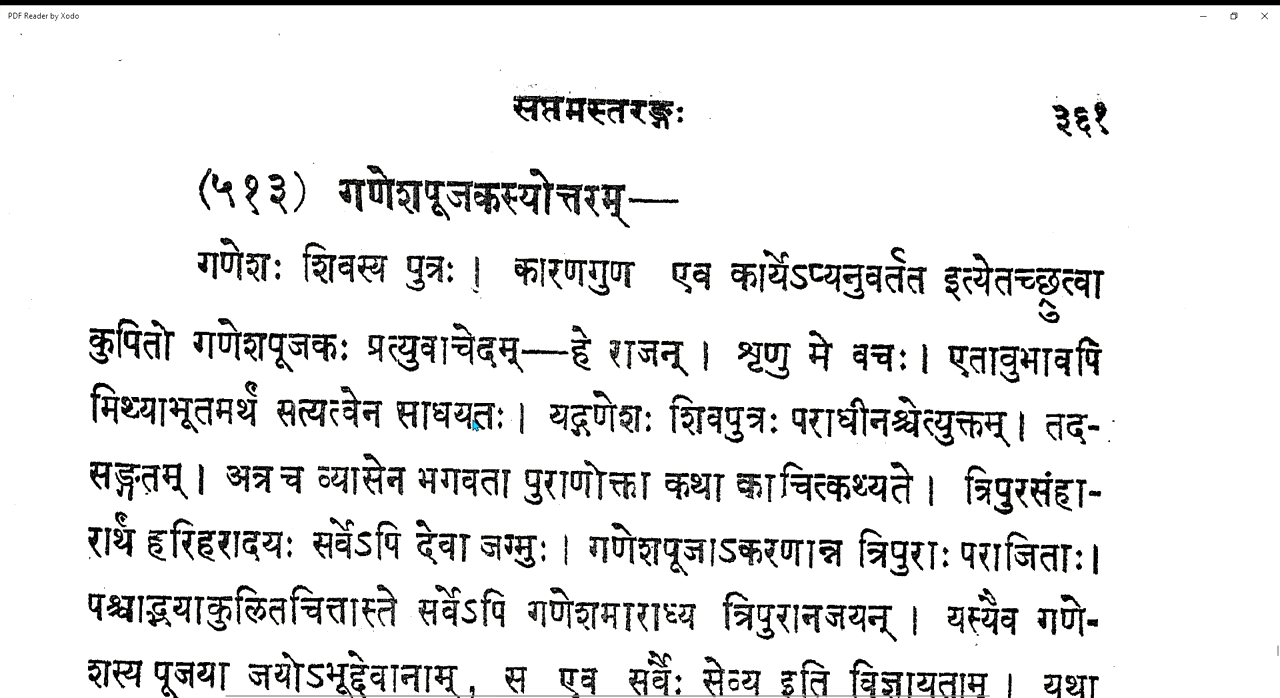 PDF Reader by Xodo
सप्तमस्तरङ्गः ३६१
(५१३) गणेशपूजकस्योत्तरम्—
गणेशः शिवस्य पुत्रः। कारणगुण एव कार्येऽप्यनुवर्तत इत्येतच्छ्रुत्वा
कुपितो गणेशपूजकः प्रत्युवाचेदम्—हे राजन्। शृणु मे वचः। एतावुभावपि
मिथ्याभूतमर्थं सत्यत्वेन साधयतः। यद्गणेशः शिवपुत्रः पराधीनश्चेत्युक्तम्। तद-
सङ्गतम्। अत्र च व्यासेन भगवता पुराणोक्ता कथा काचित्कथ्यते। त्रिपुरसंहा-
रार्थं हरिहरादयः सर्वेऽपि देवा जग्मुः। गणेशपूजाऽकरणान्न त्रिपुराः पराजिताः।
पश्चाद्भयाकुलितचित्तास्ते सर्वेऽपि गणेशमाराध्य त्रिपुरानजयन्। यस्यैव गणे-
शस्य पूजया जयोऽभूद्देवानाम्, स एव सर्वैः सेव्य इति विज्ञायताम्। यथा